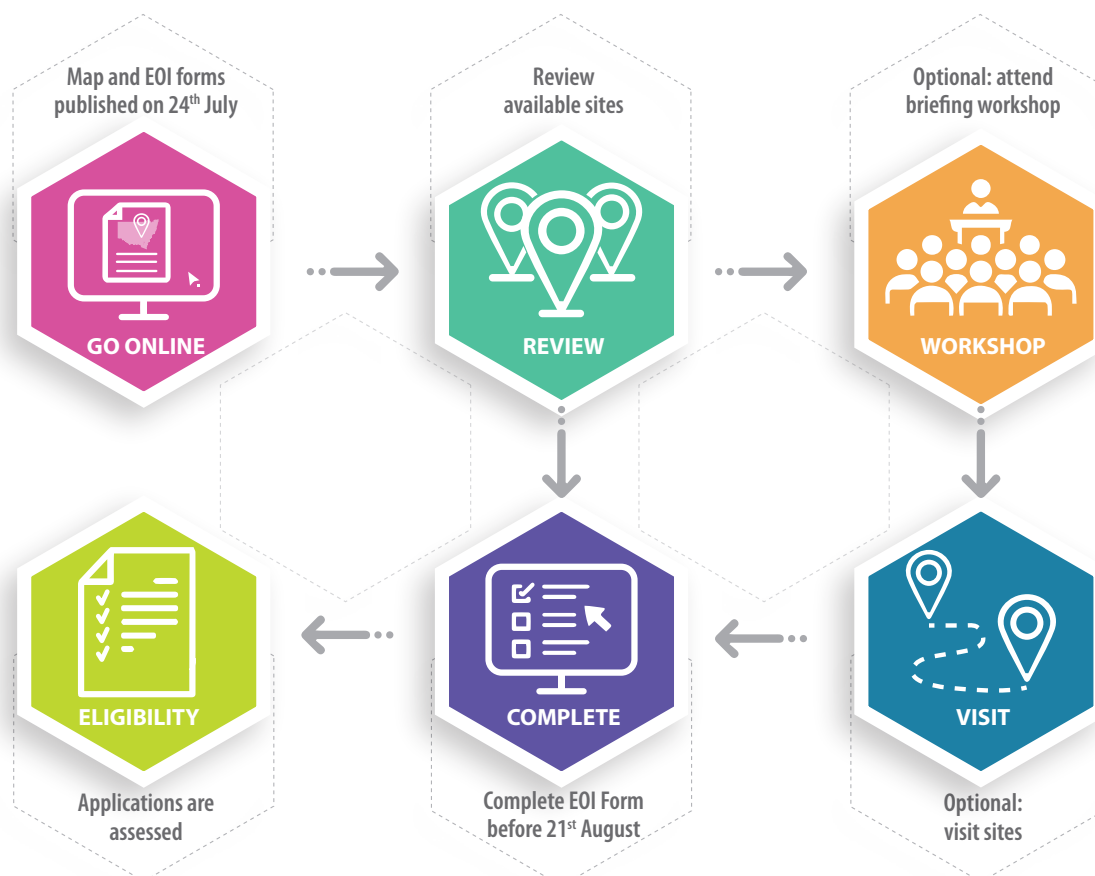 Map and EOI forms
published on 24th July
GO ONLINE
Review
available sites
REVIEW
Optional: attend
briefing workshop
WORKSHOP
ELIGIBILITY
Applications are
assessed
COMPLETE
Complete EOI Form
before 21st August
VISIT
Optional:
visit sites